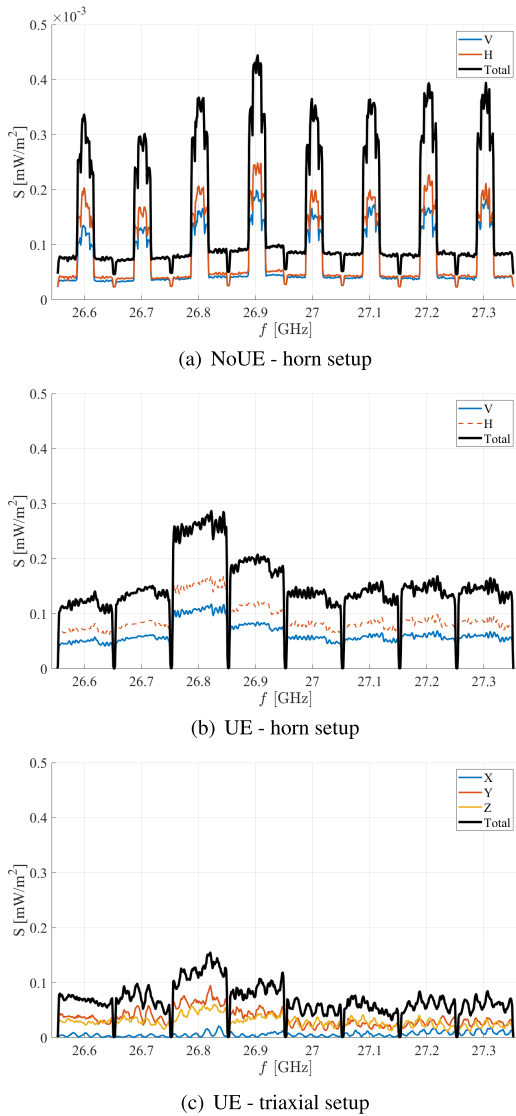 ×10⁻³
0.5
0.4
0.3
0.2
0.1
0
S [mW/m²]
V
H
Total
26.6 26.7 26.8 26.9 27 27.1 27.2 27.3
f [GHz]
(a) NoUE - horn setup
0.5
0.4
0.3
0.2
0.1
0
S [mW/m²]
V
H
Total
26.6 26.7 26.8 26.9 27 27.1 27.2 27.3
f [GHz]
(b) UE - horn setup
0.5
0.4
0.3
0.2
0.1
0
S [mW/m²]
X
Y
Z
Total
26.6 26.7 26.8 26.9 27 27.1 27.2 27.3
f [GHz]
(c) UE - triaxial setup